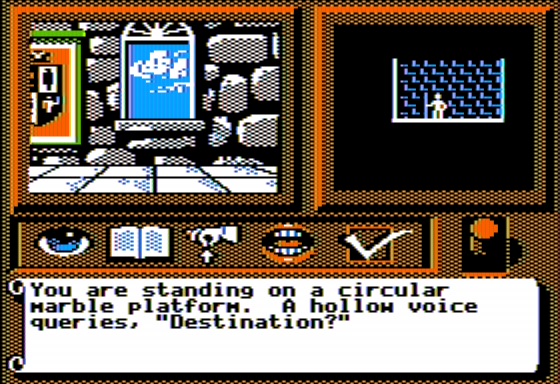 You are standing on a circular
marble platform.  A hollow voice
queries, "Destination?"